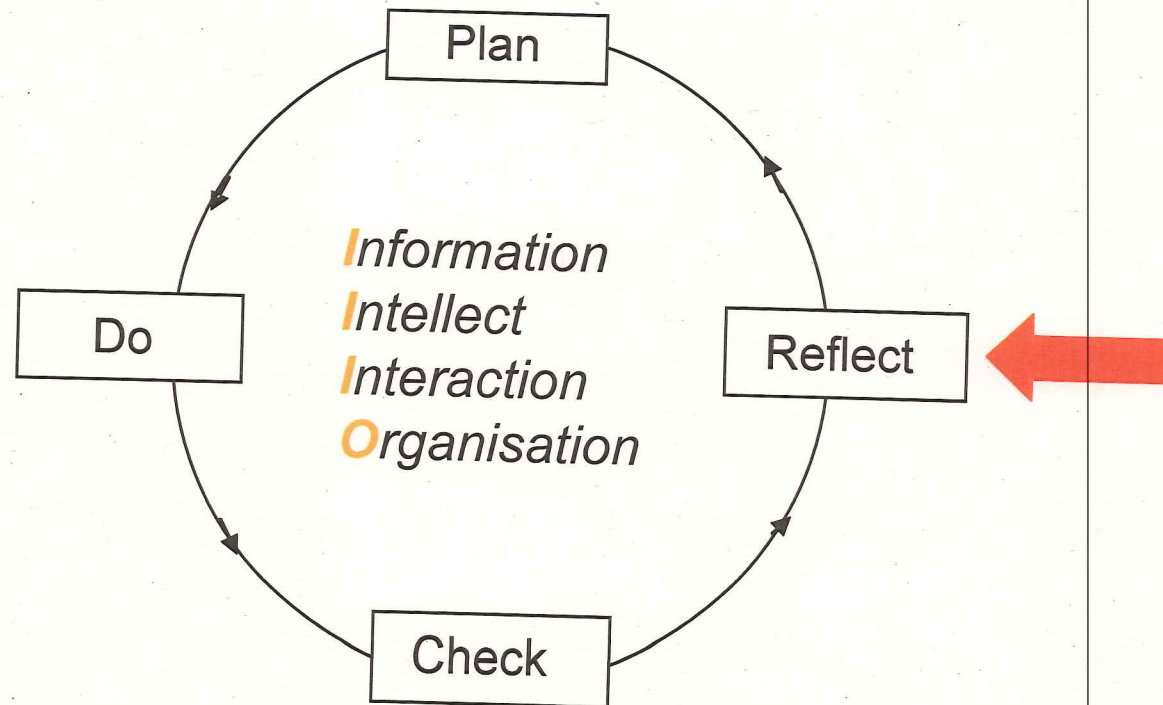 Plan
Information
Intellect
Do
Interaction
Reflect
Organisation
Check